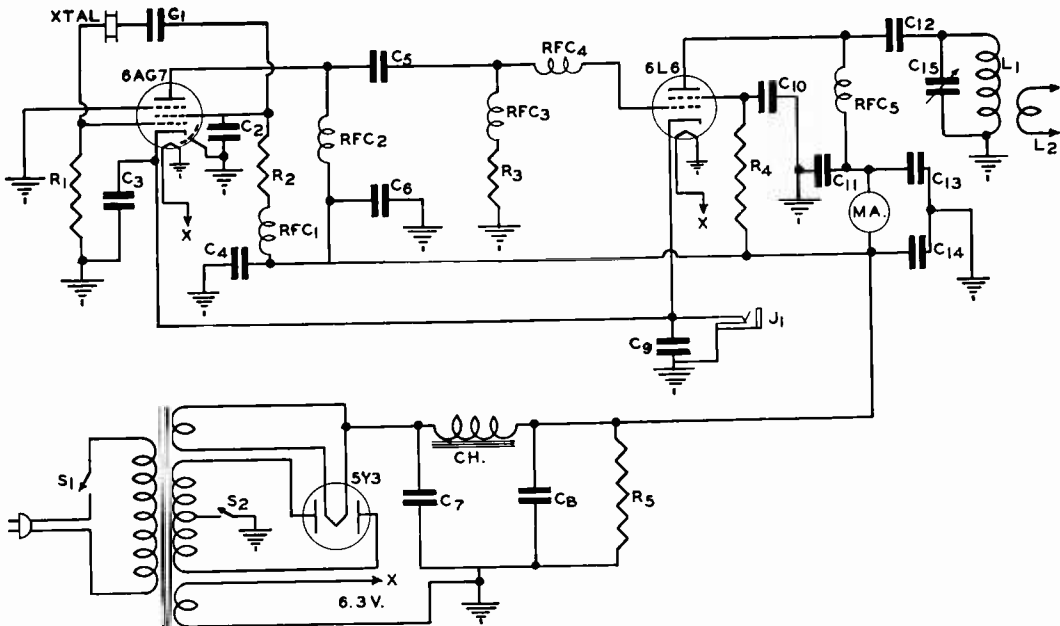 XTAL
C1
6AG7
C5
RFC4
6L6
C12
C10
C15
L1
RFC3
RFC5
C2
RFC2
L2
R1
C3
R2
R3
R4
C11
C13
C6
MA.
X
RFC1
X
C4
C14
J1
C9
CH.
S1
5Y3
S2
C7
C8
R5
X
6.3 V.